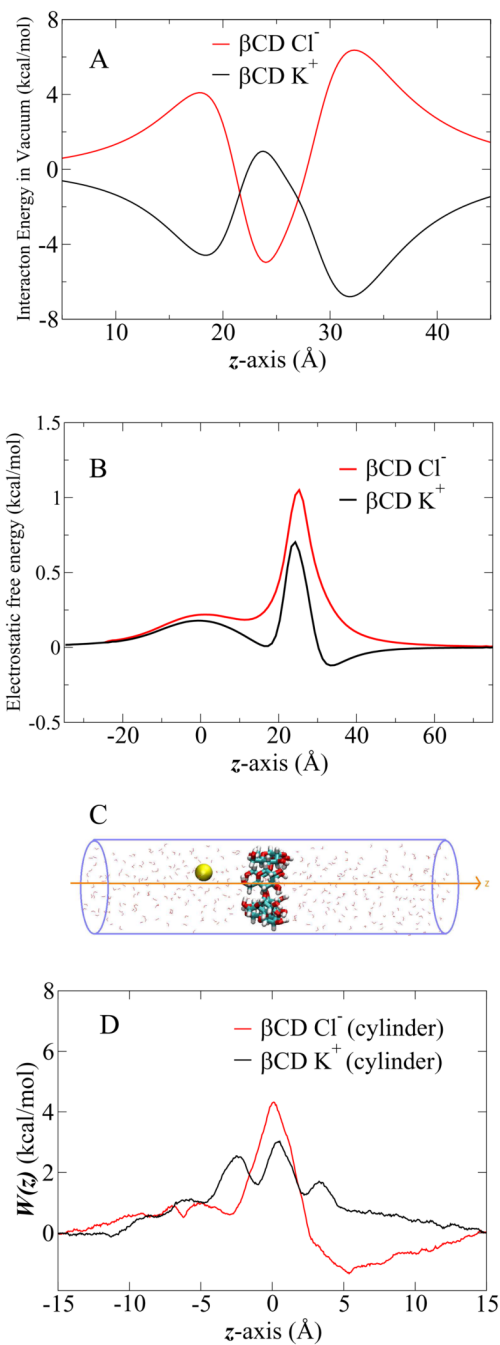 A
βCD Cl⁻
βCD K⁺
Interacton Energy in Vacuum (kcal/mol)
8
4
0
-4
-8
10 20 30 40
z-axis (Å)
B
βCD Cl⁻
βCD K⁺
Electrostatic free energy (kcal/mol)
1.5
1
0.5
0
-0.5
-20 0 20 40 60
z-axis (Å)
C
z
D
βCD Cl⁻ (cylinder)
βCD K⁺ (cylinder)
W(z) (kcal/mol)
8
6
4
2
0
-15 -10 -5 0 5 10 15
z-axis (Å)